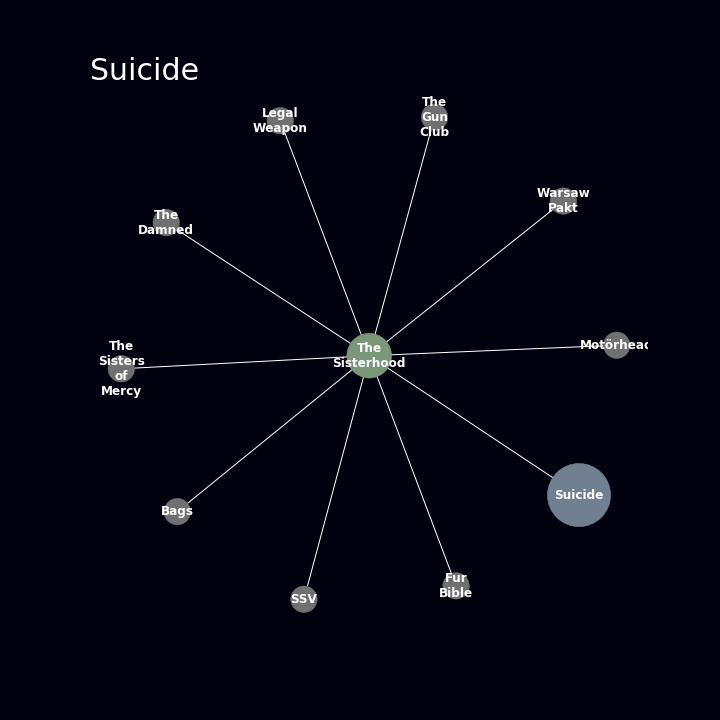 Suicide
The
Gun
Club
Legal
Weapon
Warsaw
Pakt
The
Damned
Motörhead
The
Sisterhood
The
Sisters
of
Mercy
Suicide
Bags
Fur
Bible
SSV